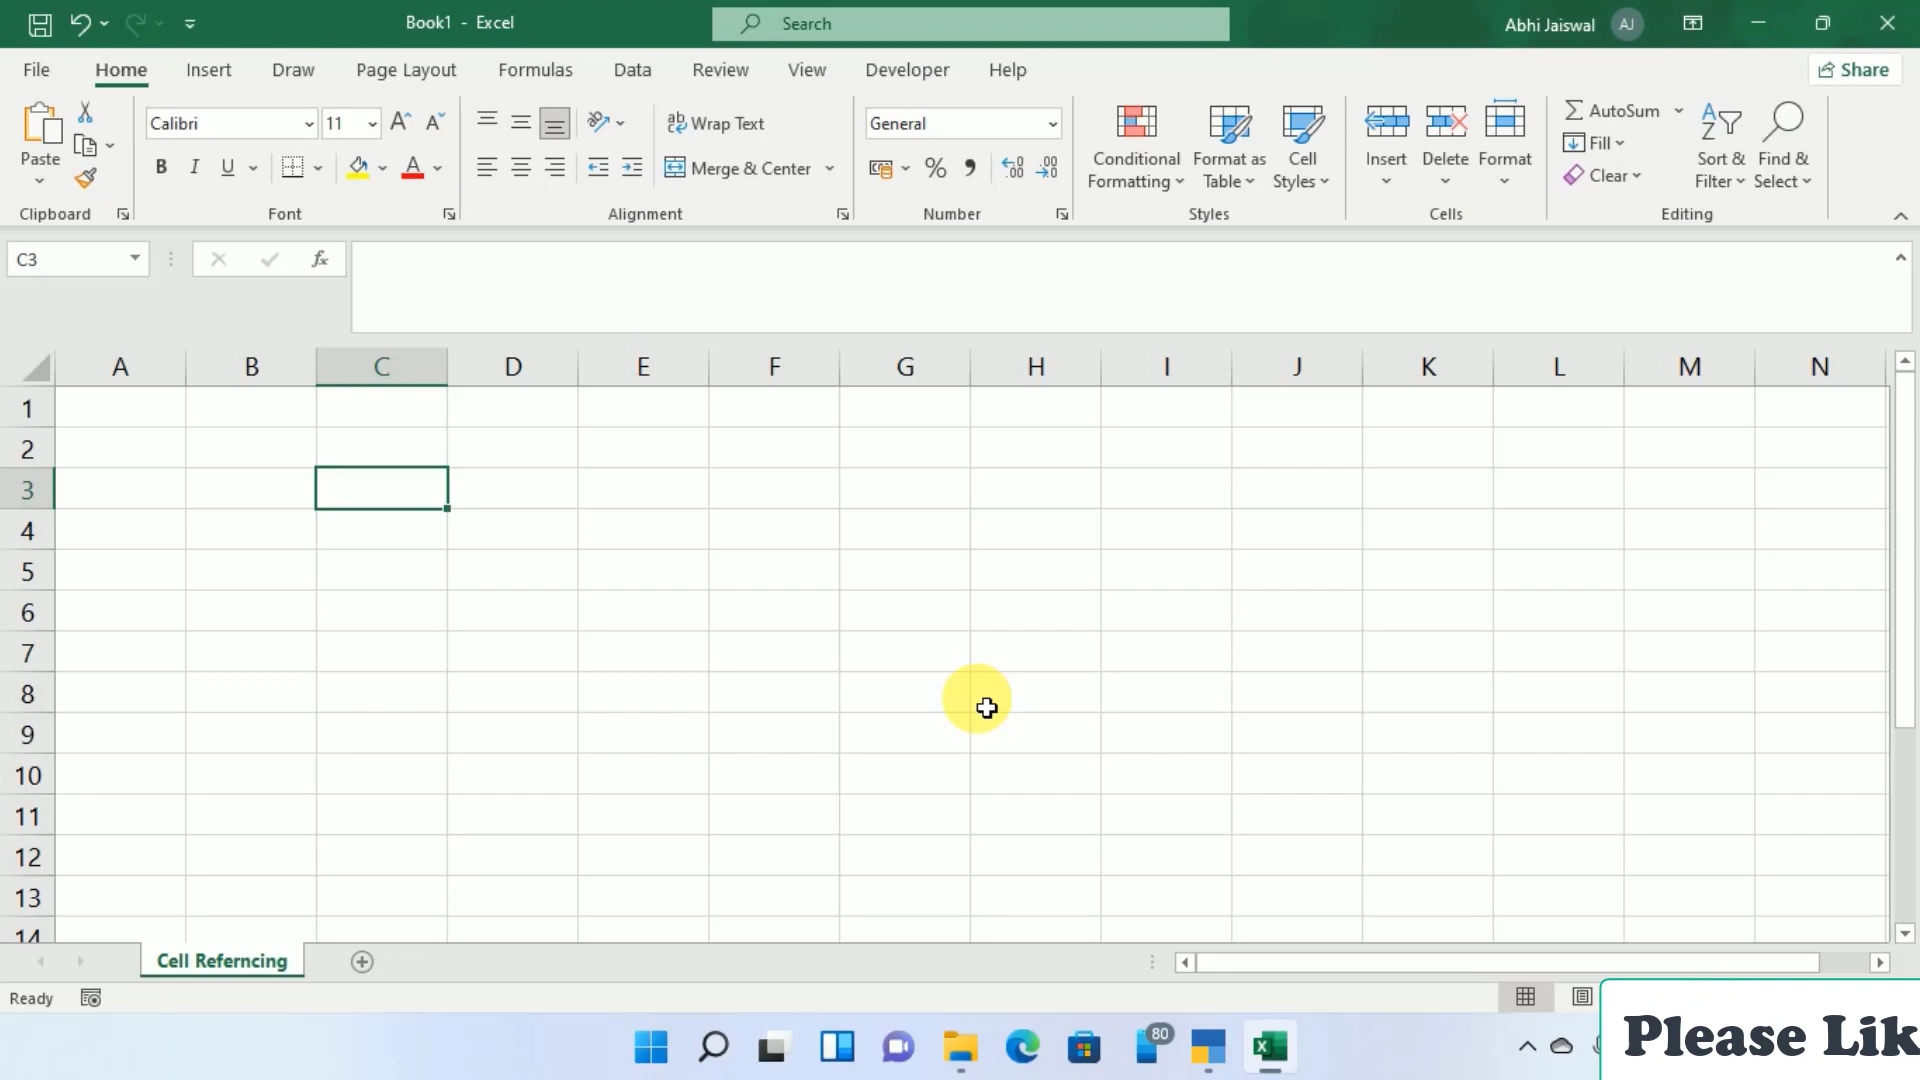 Book1 - Excel
Search
Abhi Jaiswal
AJ
File Home Insert Draw Page Layout Formulas Data Review View Developer Help
Share
Paste
Calibri
11
A A
B I U A
ab Wrap Text
Merge & Center
General
% ,
Conditional Formatting
Format as Table
Cell Styles
Insert
Delete
Format
AutoSum
Fill
Clear
Sort & Filter
Find & Select
Clipboard
Font
Alignment
Number
Styles
Cells
Editing
C3
fx
A B C D E F G H I J K L M N
1
2
3
4
5
6
7
8
9
10
11
12
13
14
Cell Referncing
Ready
80
Please Lik